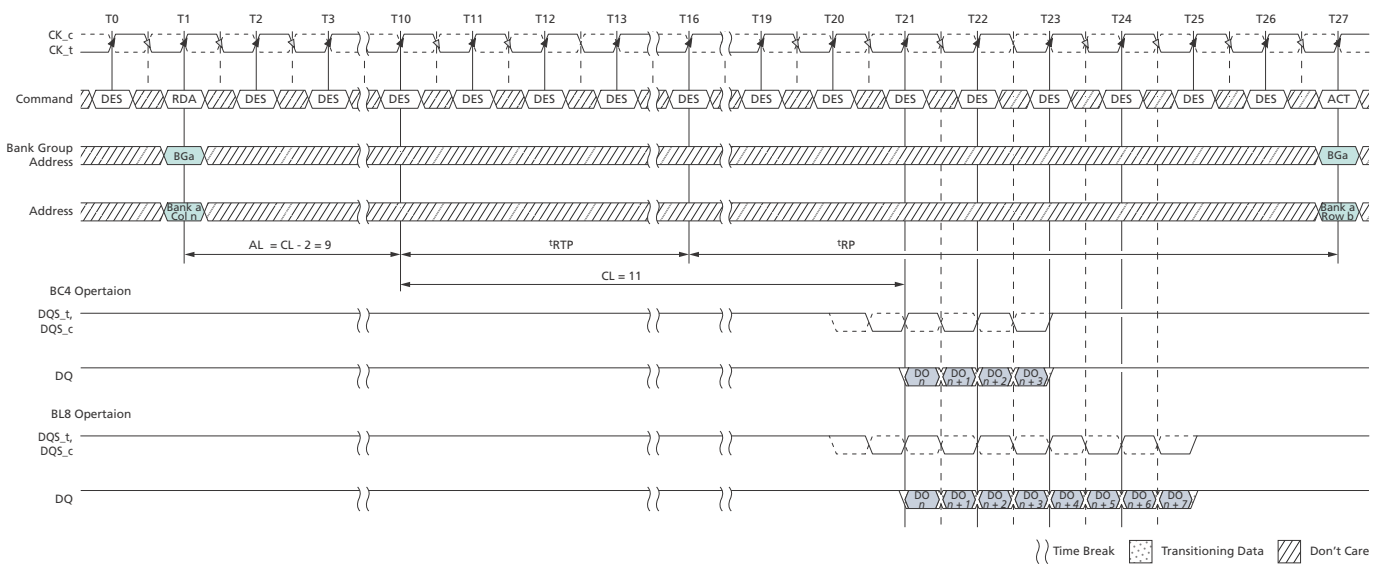 T0 T1 T2 T3 T10 T11 T12 T13 T16 T19 T20 T21 T22 T23 T24 T25 T26 T27
CK_c
CK_t
Command DES RDA DES DES DES DES DES DES DES DES DES DES DES DES DES DES DES ACT
Bank Group
Address BGa BGa
Address Bank a
Col n Bank a
Row b
AL = CL - 2 = 9 tRTP tRP
CL = 11
BC4 Opertaion
DQS_t,
DQS_c
DQ DO
n DO
n + 1 DO
n + 2 DO
n + 3
BL8 Opertaion
DQS_t,
DQS_c
DQ DO
n DO
n + 1 DO
n + 2 DO
n + 3 DO
n + 4 DO
n + 5 DO
n + 6 DO
n + 7
Time Break Transitioning Data Don't Care